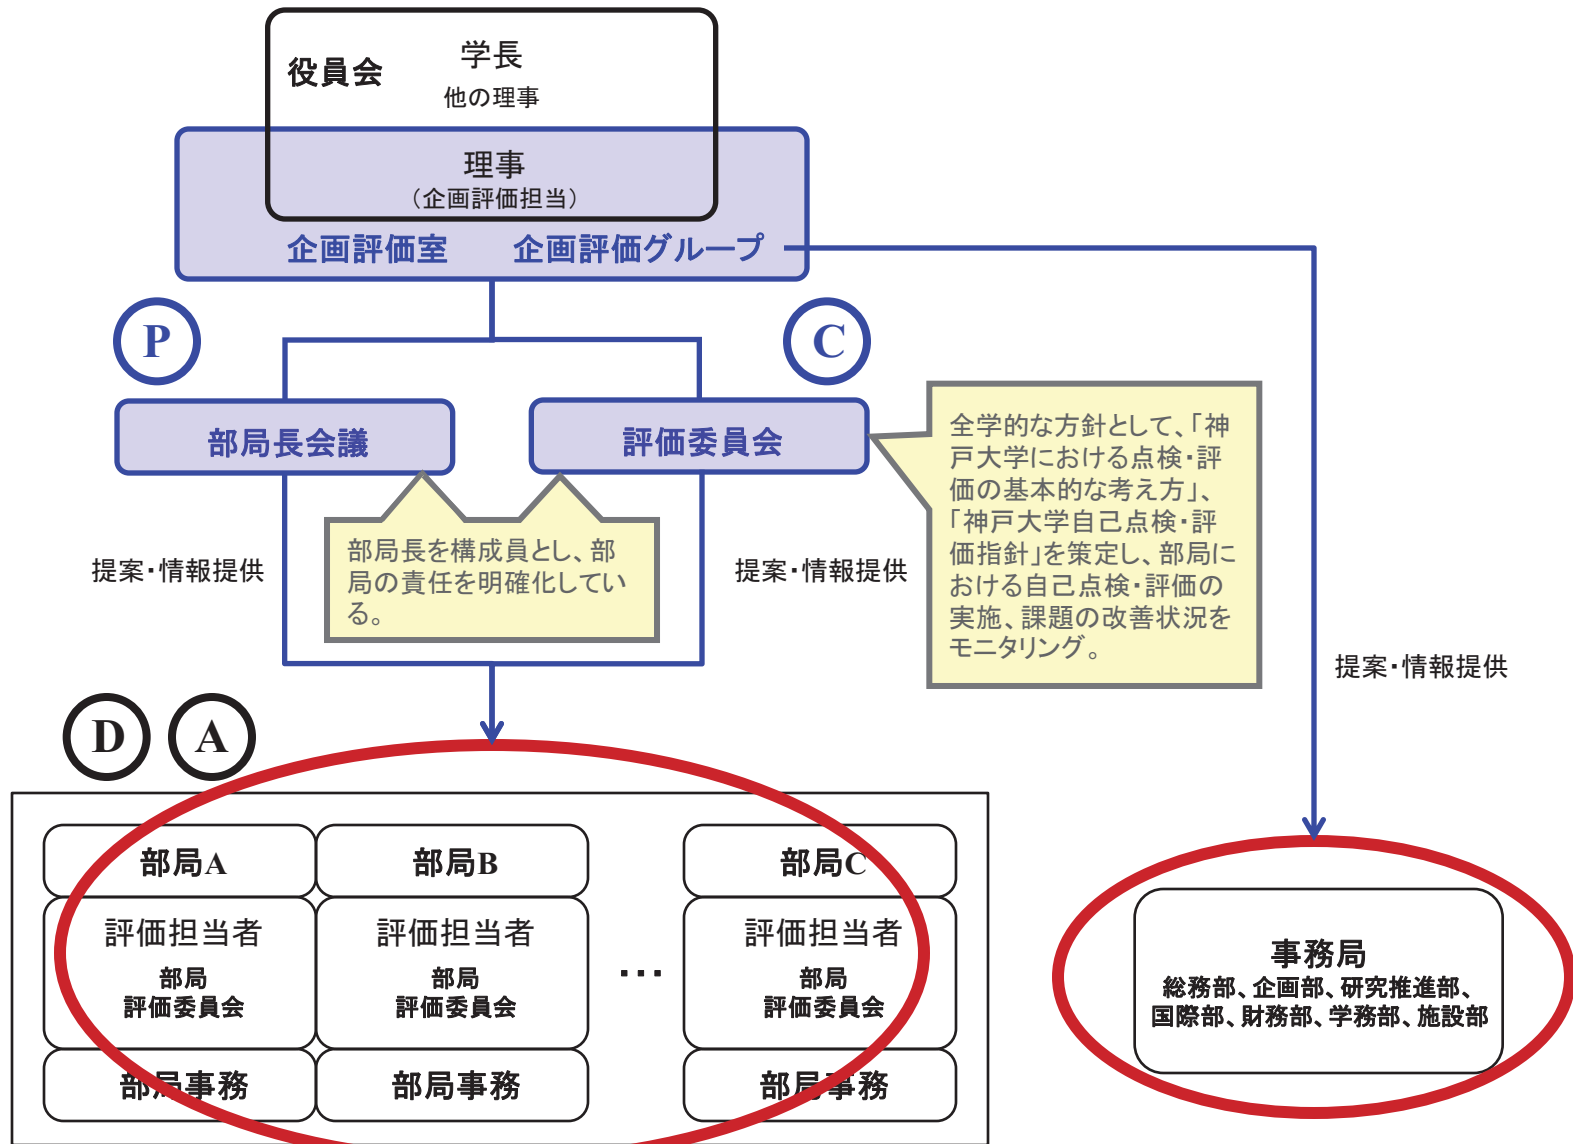 役員会
学長
他の理事
理事
（企画評価担当）
企画評価室　企画評価グループ
P
C
部局長会議
評価委員会
全学的な方針として、「神
戸大学における点検・評
価の基本的な考え方」、
「神戸大学自己点検・評
価指針」を策定し、部局に
おける自己点検・評価の
実施、課題の改善状況を
モニタリング。
部局長を構成員とし、部
局の責任を明確化してい
る。
提案・情報提供
提案・情報提供
提案・情報提供
D
A
部局A
部局B
部局C
評価担当者
部局
評価委員会
評価担当者
部局
評価委員会
…
評価担当者
部局
評価委員会
部局事務
部局事務
部局事務
事務局
総務部、企画部、研究推進部、
国際部、財務部、学務部、施設部